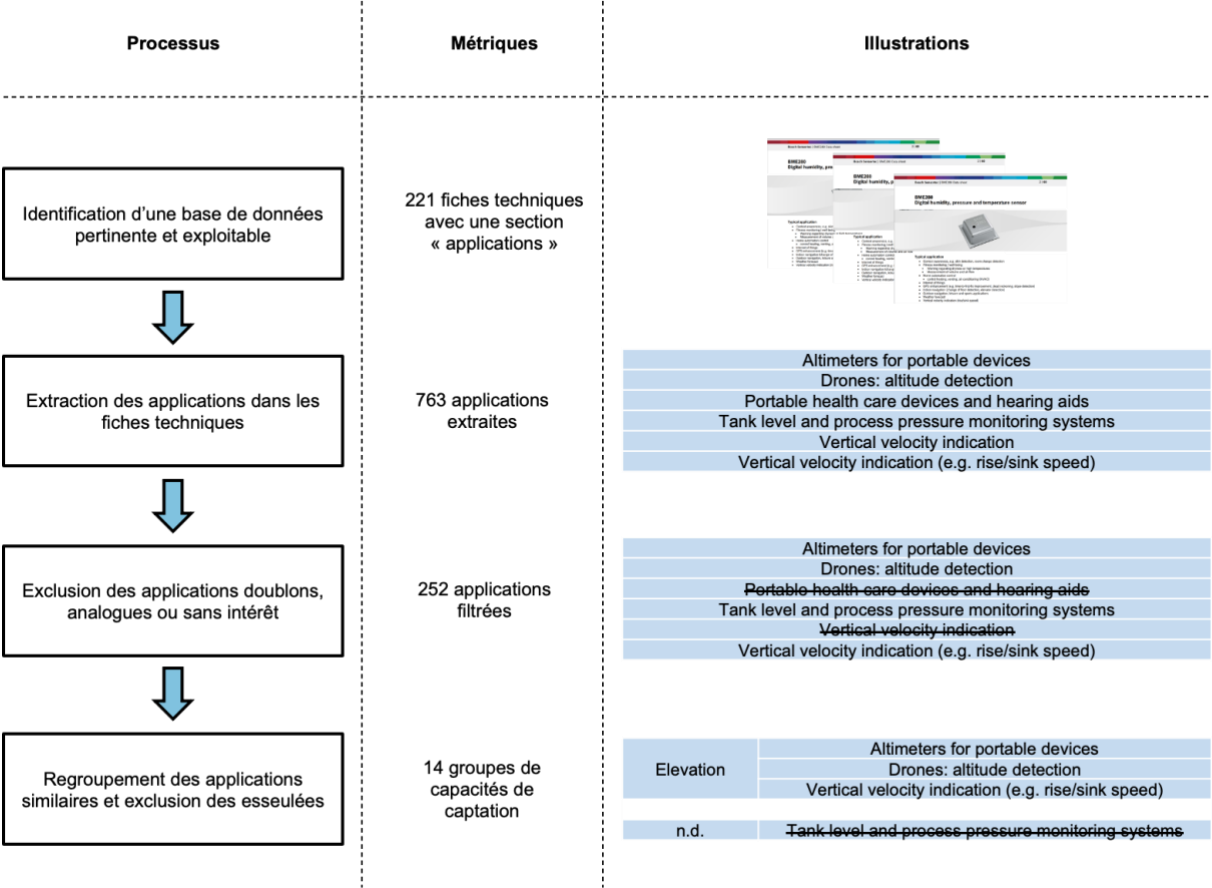 Processus
Métriques
Illustrations
Identification d’une base de données
pertinente et exploitable
221 fiches techniques
avec une section
« applications »
BME280
Digital humidity, pressure and temperature sensor
Typical application
Extraction des applications dans les
fiches techniques
763 applications
extraites
Altimeters for portable devices
Drones: altitude detection
Portable health care devices and hearing aids
Tank level and process pressure monitoring systems
Vertical velocity indication
Vertical velocity indication (e.g. rise/sink speed)
Exclusion des applications doublons,
analogues ou sans intérêt
252 applications
filtrées
Altimeters for portable devices
Drones: altitude detection
Portable health care devices and hearing aids
Tank level and process pressure monitoring systems
Vertical velocity indication
Vertical velocity indication (e.g. rise/sink speed)
Regroupement des applications
similaires et exclusion des esseulées
14 groupes de
capacités de
captation
Elevation
Altimeters for portable devices
Drones: altitude detection
Vertical velocity indication (e.g. rise/sink speed)
n.d.
Tank level and process pressure monitoring systems